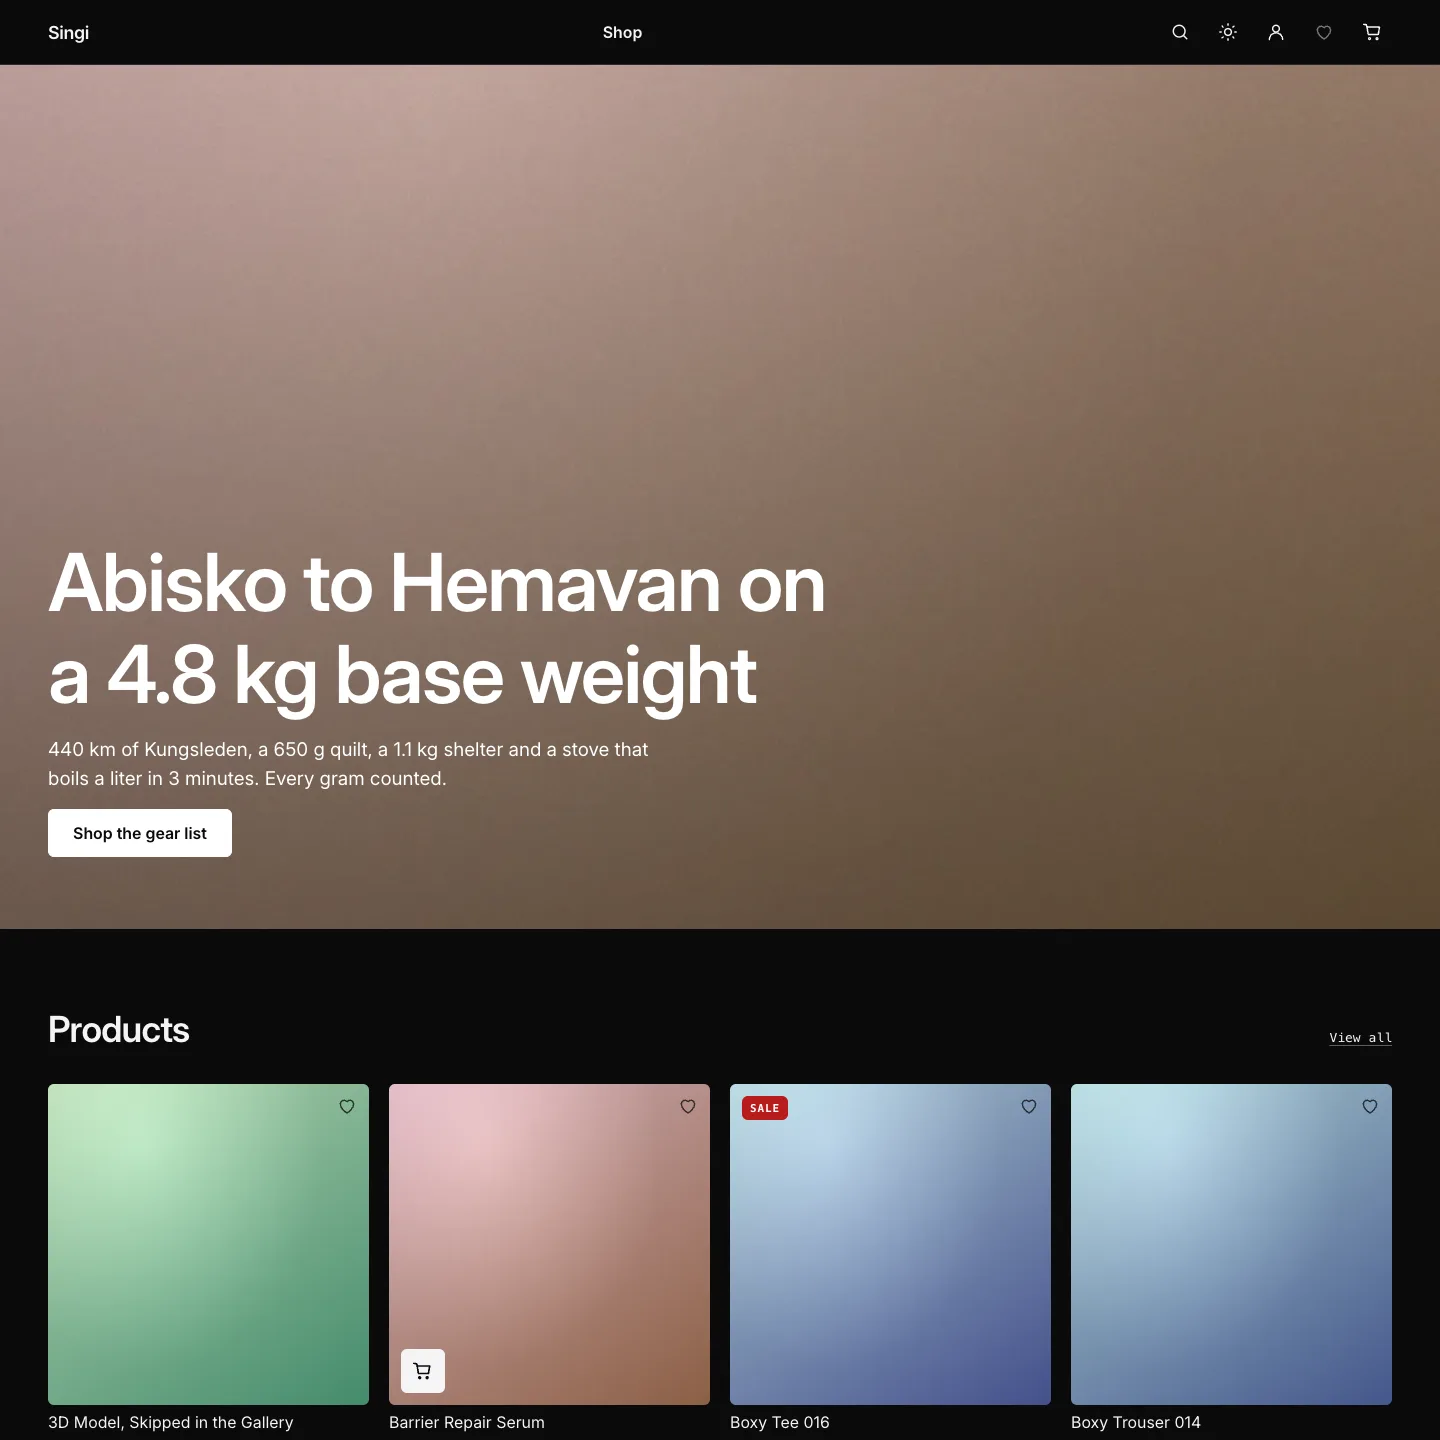 Singi
Shop
Abisko to Hemavan on
a 4.8 kg base weight
440 km of Kungsleden, a 650 g quilt, a 1.1 kg shelter and a stove that
boils a liter in 3 minutes. Every gram counted.
Shop the gear list
Products
View all
SALE
3D Model, Skipped in the Gallery
Barrier Repair Serum
Boxy Tee 016
Boxy Trouser 014